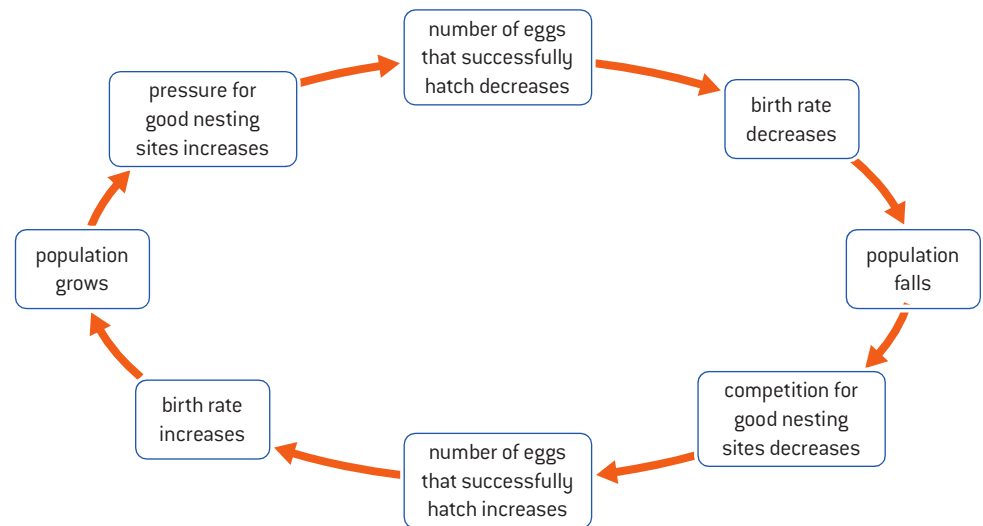 number of eggs
that successfully
hatch decreases
birth rate
decreases
population
falls
competition for
good nesting
sites decreases
number of eggs
that successfully
hatch increases
birth rate
increases
population
grows
pressure for
good nesting
sites increases